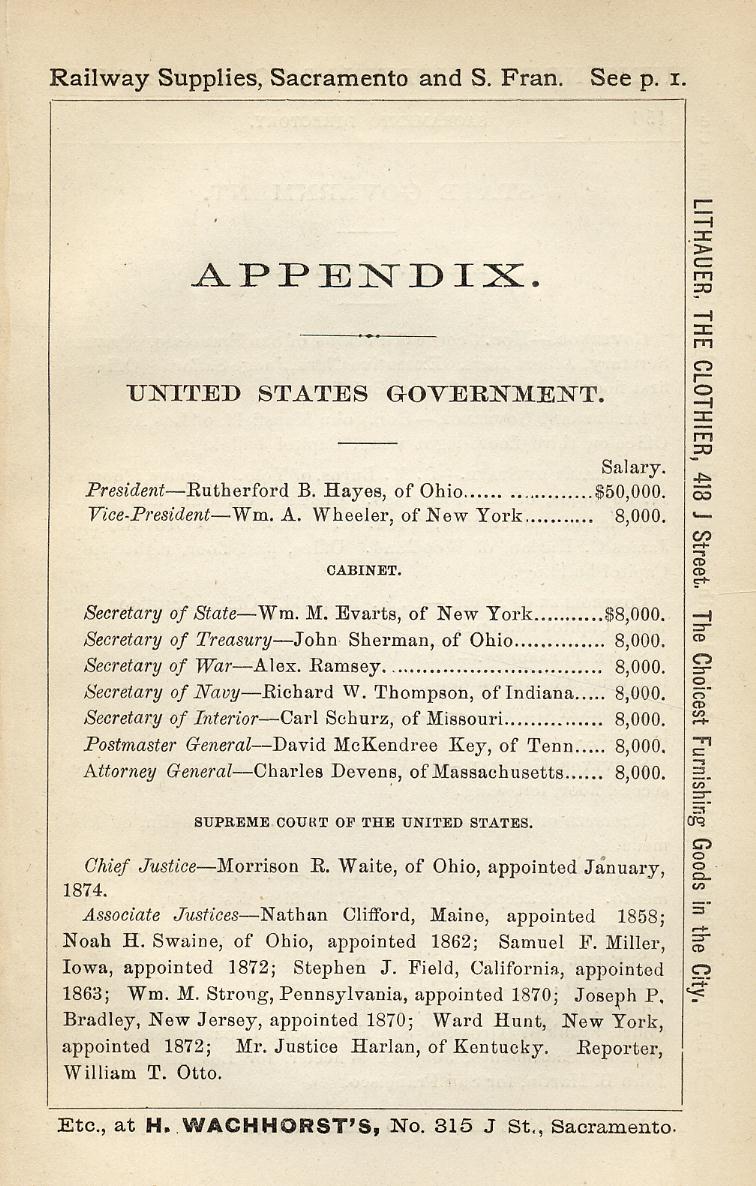 Railway Supplies, Sacramento and S. Fran. See p. 1.
APPENDIX.
UNITED STATES GOVERNMENT.
Salary.
President—Rutherford B. Hayes, of Ohio...... .............$50,000.
Vice-President—Wm. A. Wheeler, of New York........... 8,000.
CABINET.
Secretary of State—Wm. M. Evarts, of New York...........$8,000.
Secretary of Treasury—John Sherman, of Ohio.............. 8,000.
Secretary of War—Alex. Ramsey.................................. 8,000.
Secretary of Navy—Richard W. Thompson, of Indiana..... 8,000.
Secretary of Interior—Carl Schurz, of Missouri............... 8,000.
Postmaster General—David McKendree Key, of Tenn..... 8,000.
Attorney General—Charles Devens, of Massachusetts...... 8,000.
SUPREME COURT OF THE UNITED STATES.
Chief Justice—Morrison R. Waite, of Ohio, appointed January,
1874.
Associate Justices—Nathan Clifford, Maine, appointed 1858;
Noah H. Swaine, of Ohio, appointed 1862; Samuel F. Miller,
Iowa, appointed 1872; Stephen J. Field, California, appointed
1863; Wm. M. Strong, Pennsylvania, appointed 1870; Joseph P.
Bradley, New Jersey, appointed 1870; Ward Hunt, New York,
appointed 1872; Mr. Justice Harlan, of Kentucky. Reporter,
William T. Otto.
Etc., at H. WACHHORST'S, No. 315 J St., Sacramento.
LITHAUER, THE CLOTHIER, 418 J Street. The Choicest Furnishing Goods in the City.